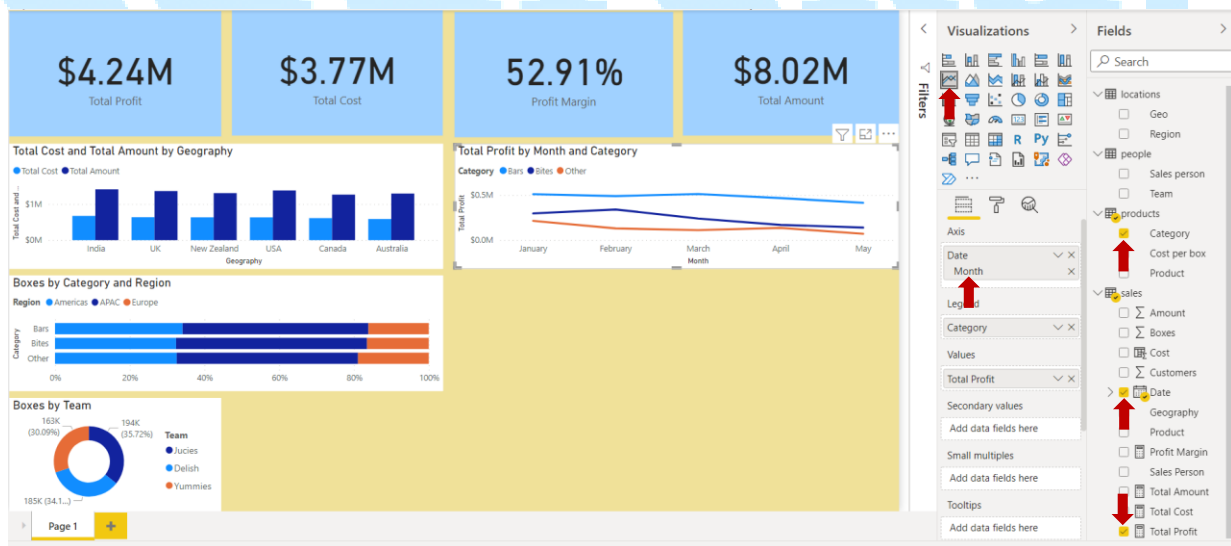 $4.24M
Total Profit
$3.77M
Total Cost
52.91%
Profit Margin
$8.02M
Total Amount
Total Cost and Total Amount by Geography
Total Cost Total Amount
Total Cost and ...
$1M
$0M
India UK New Zealand USA Canada Australia
Geography
Total Profit by Month and Category
Category Bars Bites Other
Total Profit
$0.5M
$0.0M
January February March April May
Month
Boxes by Category and Region
Region Americas APAC Europe
Category
Bars
Bites
Other
0% 20% 40% 60% 80% 100%
Boxes by Team
163K
(30.09%)
194K
(35.72%)
185K (34.1...)
Team
Jucies
Delish
Yummies
Page 1
Filters
Visualizations
R Py
123
Axis
Date
Month
Legend
Category
Values
Total Profit
Secondary values
Add data fields here
Small multiples
Add data fields here
Tooltips
Add data fields here
Fields
Search
locations
Geo
Region
people
Sales person
Team
products
Category
Cost per box
Product
sales
Amount
Boxes
Cost
Customers
Date
Geography
Product
Profit Margin
Sales Person
Total Amount
Total Cost
Total Profit